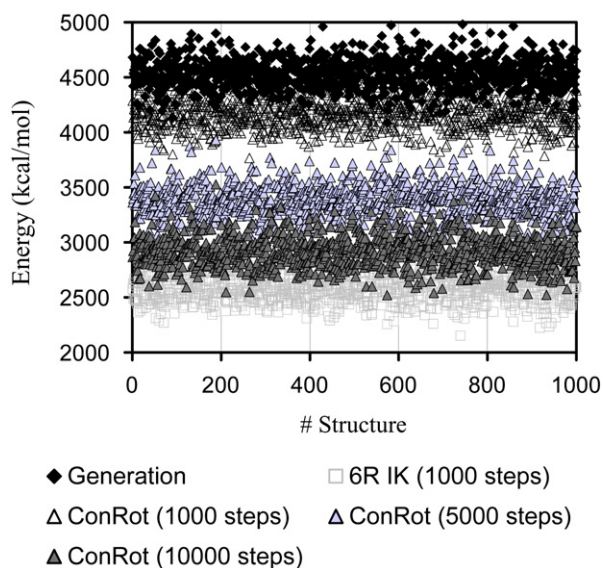 5000
4500
4000
3500
3000
2500
2000
Energy (kcal/mol)
0 200 400 600 800 1000
# Structure
Generation 6R IK (1000 steps)
ConRot (1000 steps) ConRot (5000 steps)
ConRot (10000 steps)